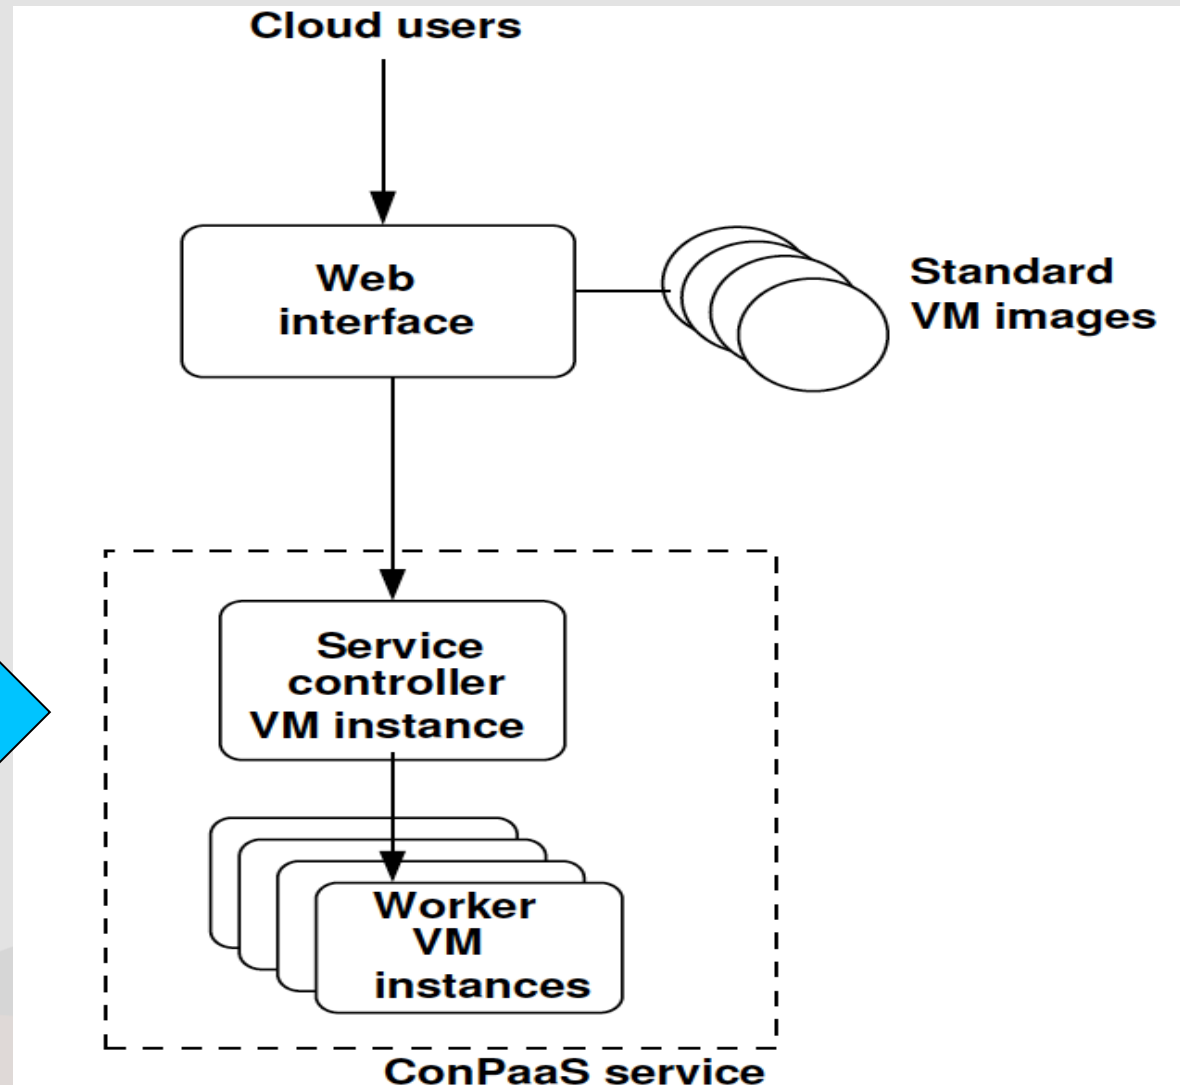 Cloud users
Web
interface
Standard
VM images
Service
controller
VM instance
Worker
VM
instances
ConPaaS service